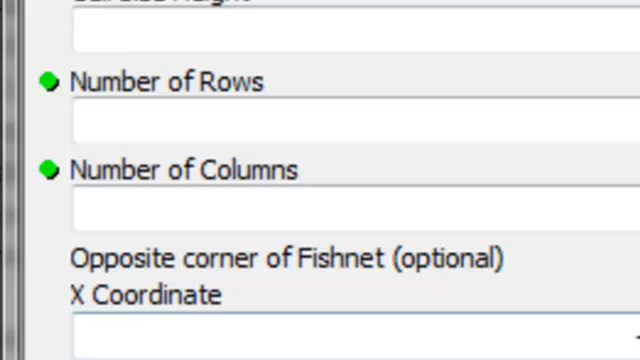 Number of Rows
Number of Columns
Opposite corner of Fishnet (optional)
X Coordinate